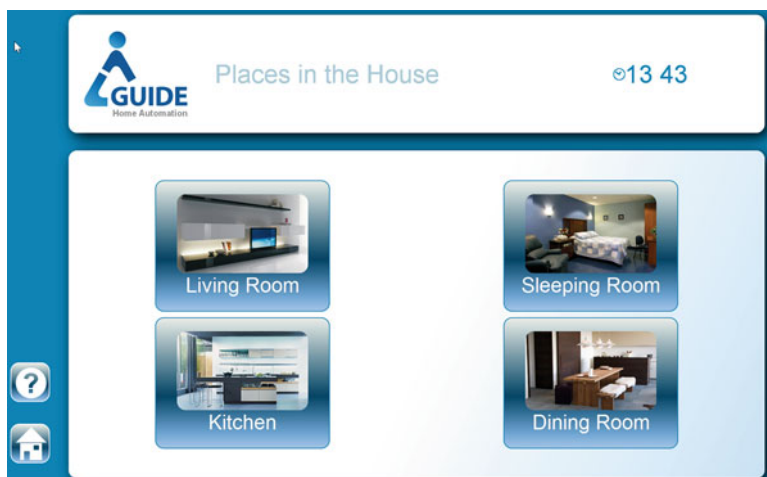 GUIDE
Home Automation
Places in the House
13 43
Living Room
Sleeping Room
Kitchen
Dining Room
?